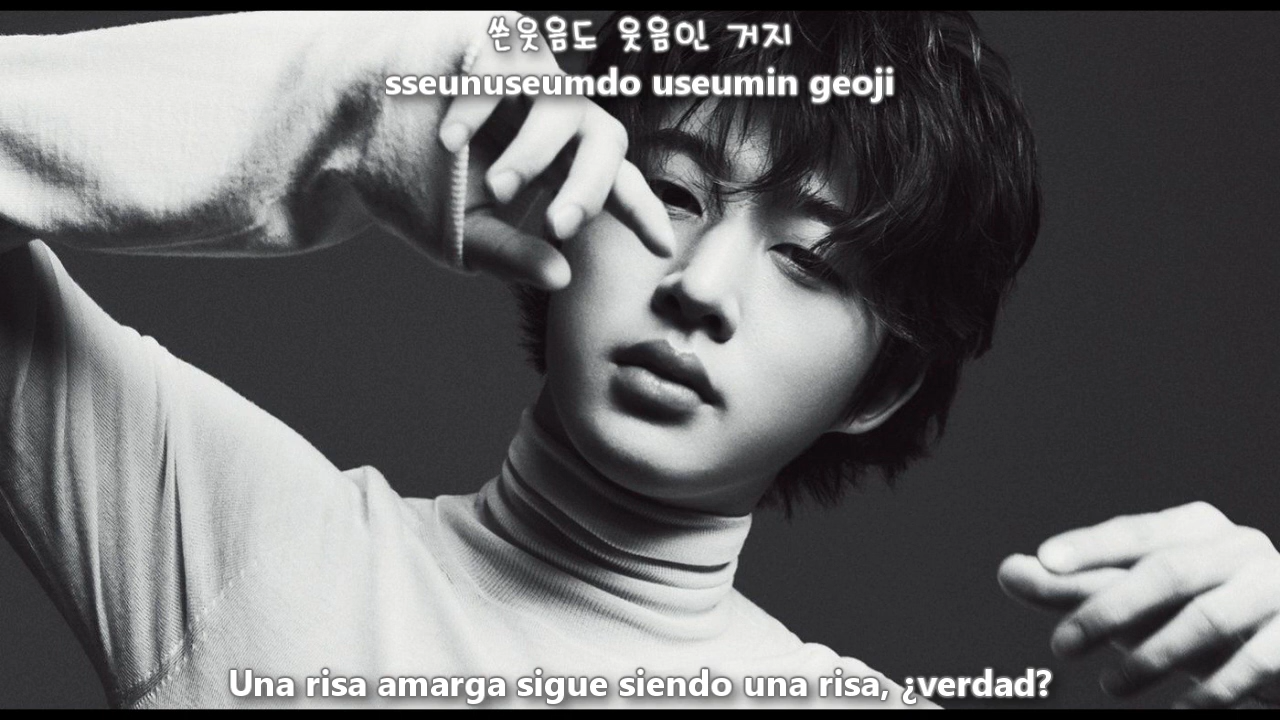 쓴웃음도 웃음인 거지
sseunuseumdo useumin geoji
Una risa amarga sigue siendo una risa, ¿verdad?